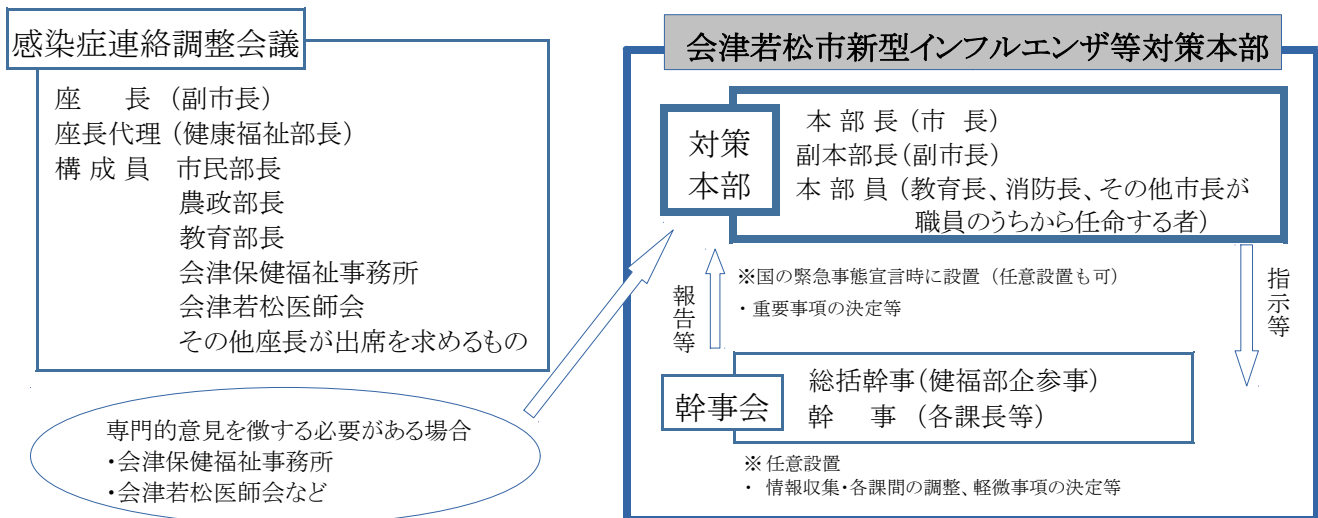 感染症連絡調整会議
座　長（副市長）
座長代理（健康福祉部長）
構成員　市民部長
農政部長
教育部長
会津保健福祉事務所
会津若松医師会
その他座長が出席を求めるもの
専門的意見を徴する必要がある場合
・会津保健福祉事務所
・会津若松医師会など
会津若松市新型インフルエンザ等対策本部
対策
本部
本部長（市　長）
副本部長（副市長）
本部員（教育長、消防長、その他市長が
職員のうちから任命する者）
※国の緊急事態宣言時に設置（任意設置も可）
・重要事項の決定等
報告等
指示等
幹事会
総括幹事（健福部企参事）
幹　事（各課長等）
※任意設置
・ 情報収集・各課間の調整、軽微事項の決定等